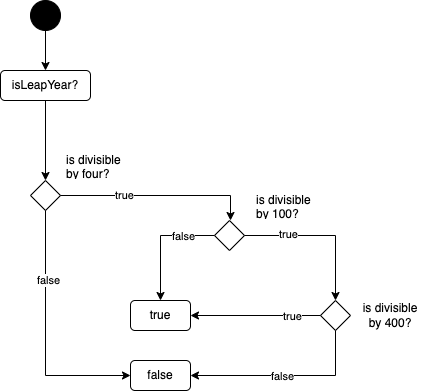 isLeapYear?
is divisible
by four?
true
is divisible
by 100?
false
true
false
true
true
is divisible
by 400?
false
false